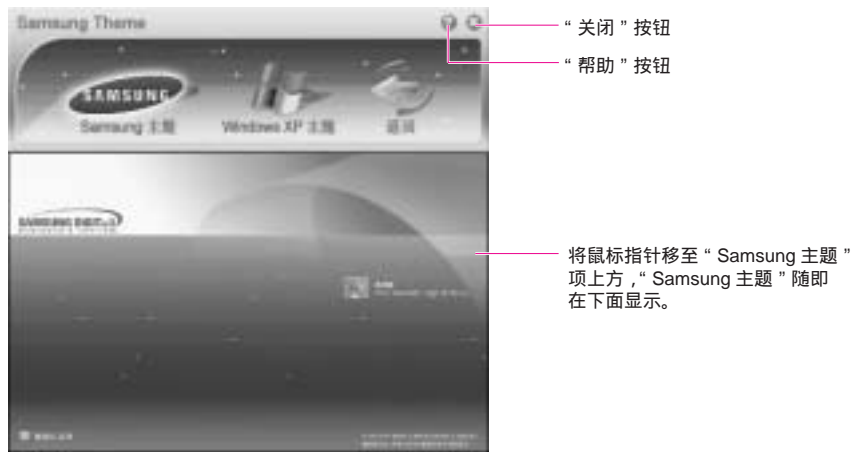 Samsung Theme
“ 关闭 ” 按钮
“ 帮助 ” 按钮
SAMSUNG
Samsung 主题
Windows XP 主题
返回
将鼠标指针移至 “ Samsung 主题 ”
项上方 ,“ Samsung 主题 ” 随即
在下面显示。